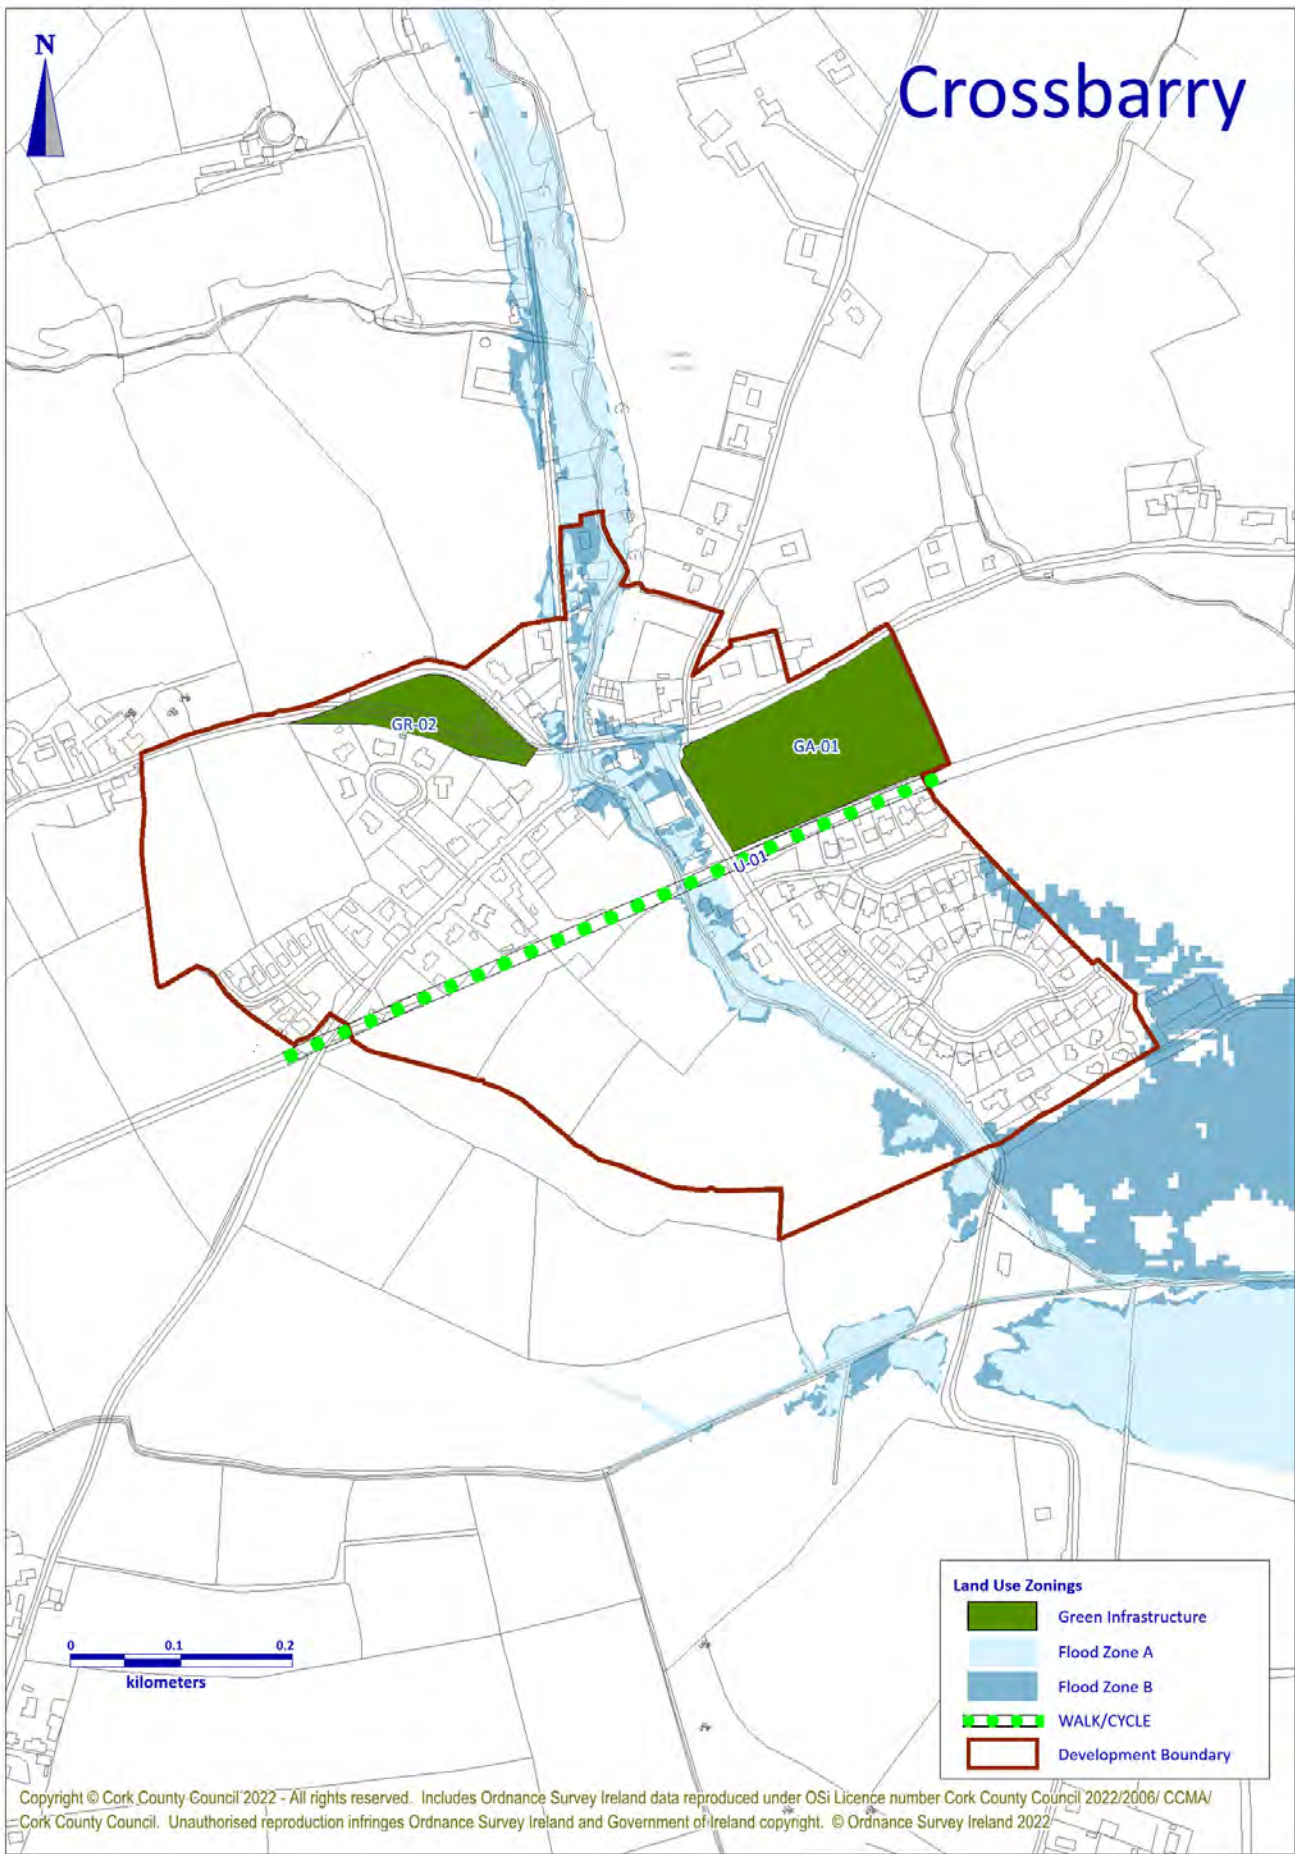 N
Crossbarry
GR-02
GA-01
U-01
Land Use Zonings
Green Infrastructure
Flood Zone A
Flood Zone B
WALK/CYCLE
Development Boundary
0 0.1 0.2
kilometers
Copyright © Cork County Council 2022 - All rights reserved. Includes Ordnance Survey Ireland data reproduced under OSi Licence number Cork County Council 2022/2006/ CCMA/
Cork County Council. Unauthorised reproduction infringes Ordnance Survey Ireland and Government of Ireland copyright. © Ordnance Survey Ireland 2022